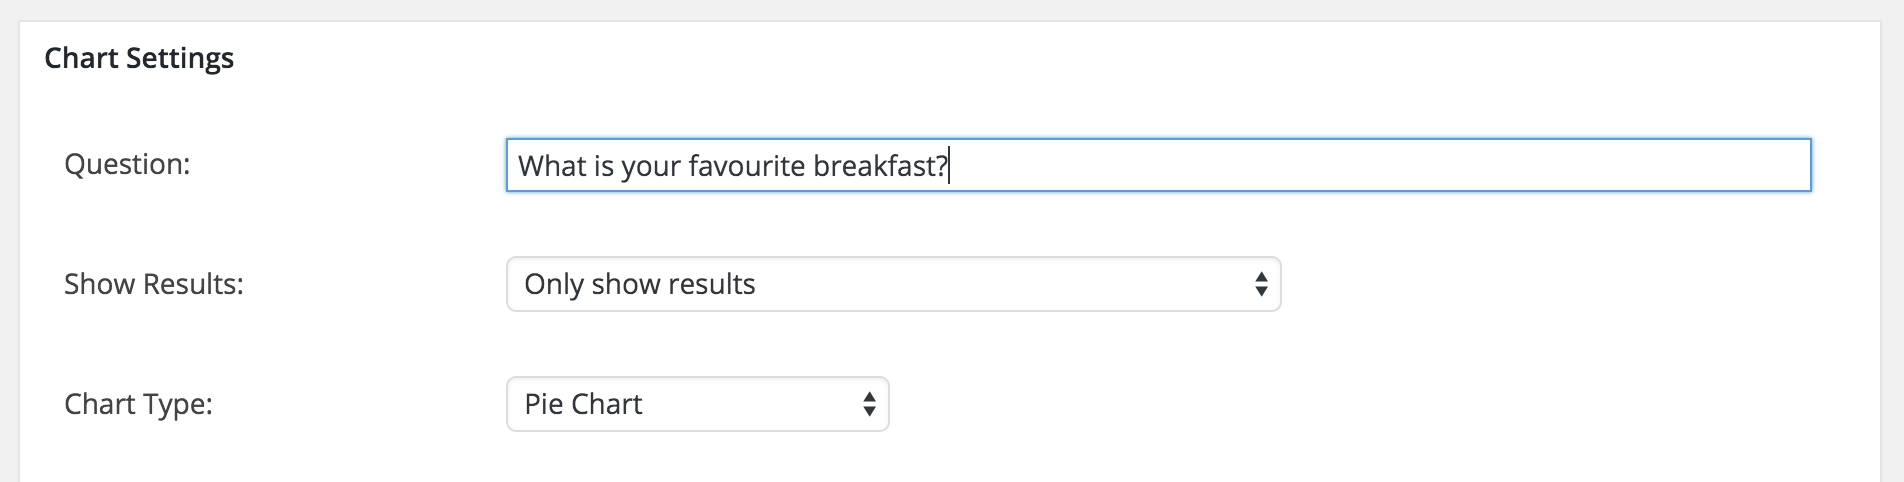 Chart Settings
Question:
What is your favourite breakfast?
Show Results:
Only show results
Chart Type:
Pie Chart